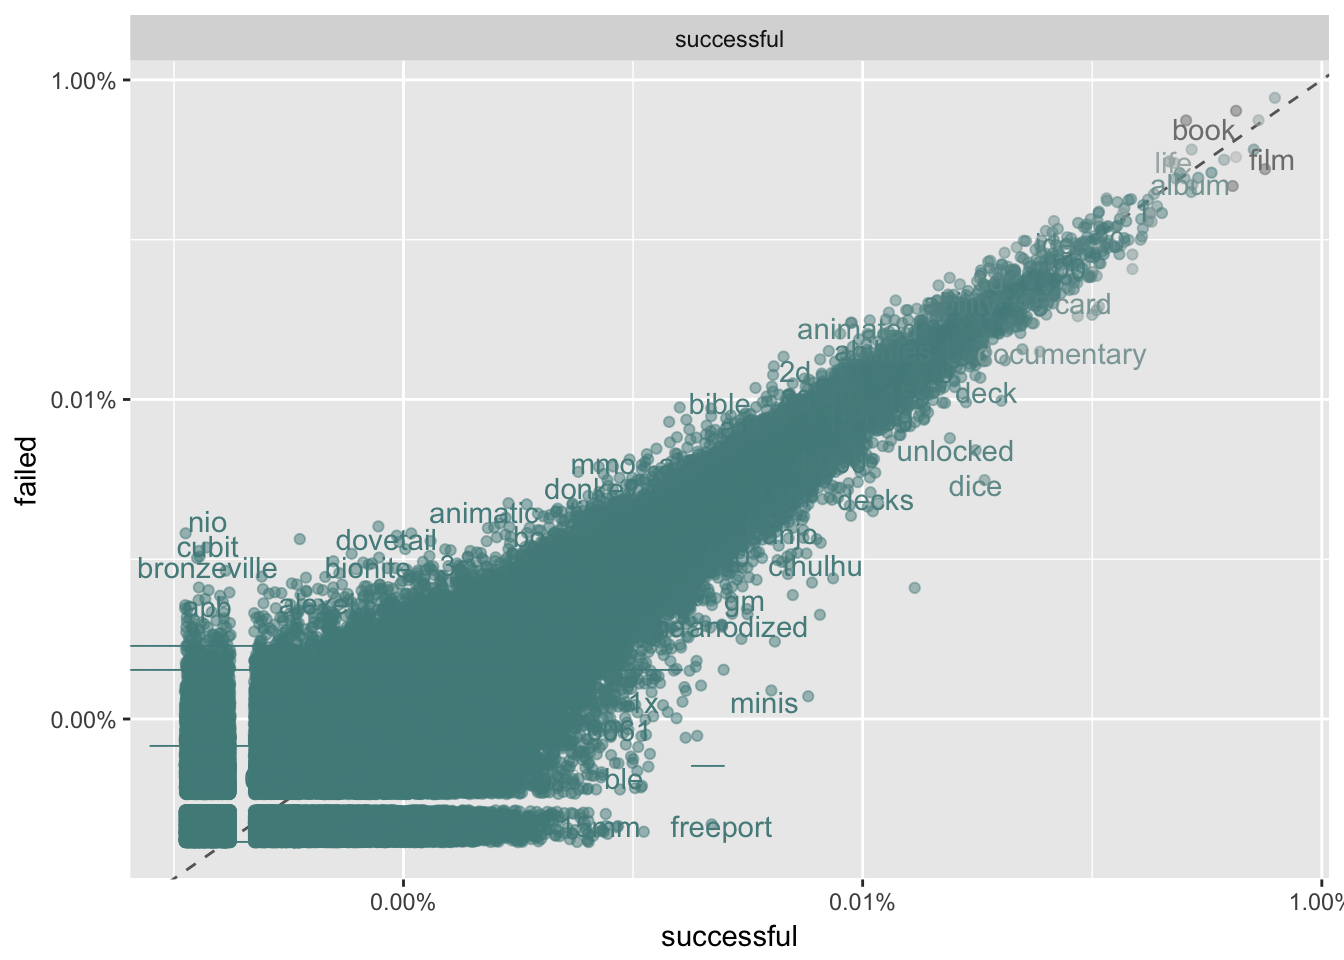 successful
1.00%
book
life
film
album
card
animated
documentary
2d
deck
0.01%
bible
unlocked
mmo
dice
decks
animatic
nio
dovetail
cubit
bionite
cthulhu
bronzeville
gm
apb
anodized
1x
minis
0.00%
ble
freeport
failed
0.00%
0.01%
1.00%
successful